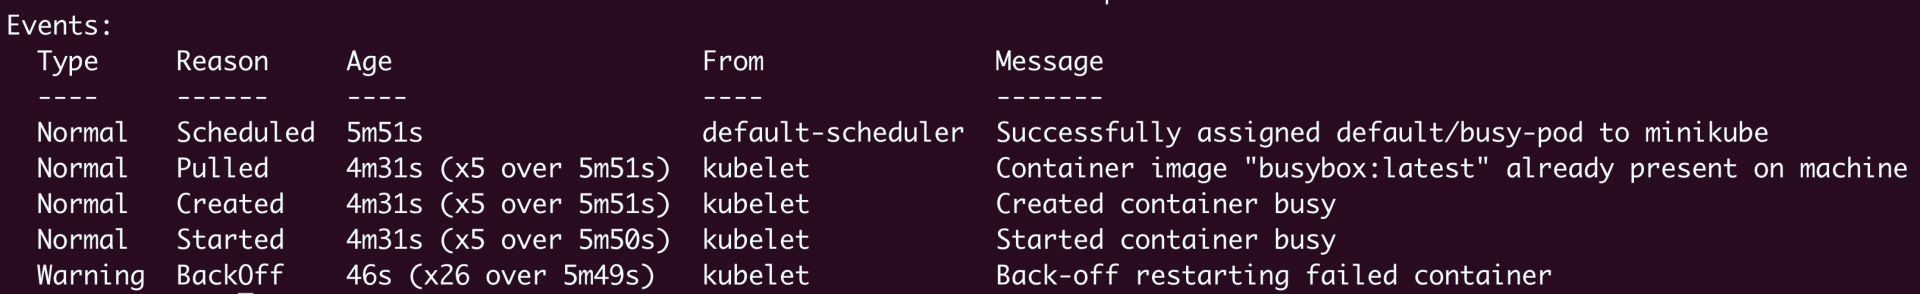 Events:
  Type     Reason     Age                    From               Message
  ----     ------     ----                   ----               -------
  Normal   Scheduled  5m51s                  default-scheduler  Successfully assigned default/busy-pod to minikube
  Normal   Pulled     4m31s (x5 over 5m51s)  kubelet            Container image "busybox:latest" already present on machine
  Normal   Created    4m31s (x5 over 5m51s)  kubelet            Created container busy
  Normal   Started    4m31s (x5 over 5m50s)  kubelet            Started container busy
  Warning  BackOff    46s (x26 over 5m49s)   kubelet            Back-off restarting failed container